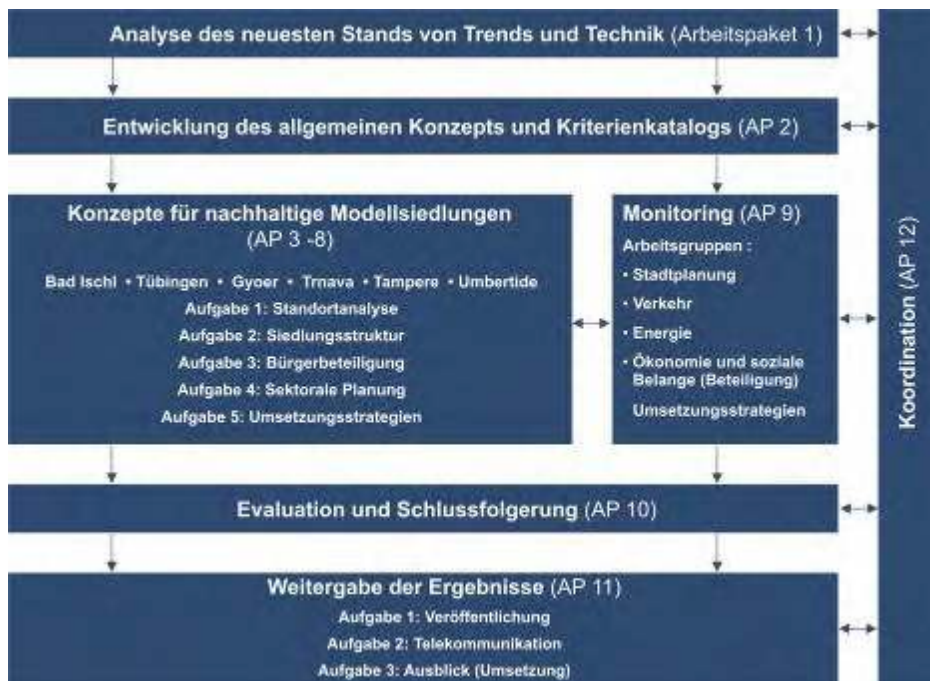 Analyse des neuesten Stands von Trends und Technik (Arbeitspaket 1)
Entwicklung des allgemeinen Konzepts und Kriterienkatalogs (AP 2)
Konzepte für nachhaltige Modellsiedlungen
(AP 3 -8)
Bad Ischl • Tübingen • Gyoer • Trnava • Tampere • Umbertide
Aufgabe 1: Standortanalyse
Aufgabe 2: Siedlungsstruktur
Aufgabe 3: Bürgerbeteiligung
Aufgabe 4: Sektorale Planung
Aufgabe 5: Umsetzungsstrategien
Monitoring (AP 9)
Arbeitsgruppen :
• Stadtplanung
• Verkehr
• Energie
• Ökonomie und soziale
Belange (Beteiligung)
Umsetzungsstrategien
Evaluation und Schlussfolgerung (AP 10)
Weitergabe der Ergebnisse (AP 11)
Aufgabe 1: Veröffentlichung
Aufgabe 2: Telekommunikation
Aufgabe 3: Ausblick (Umsetzung)
Koordination (AP 12)